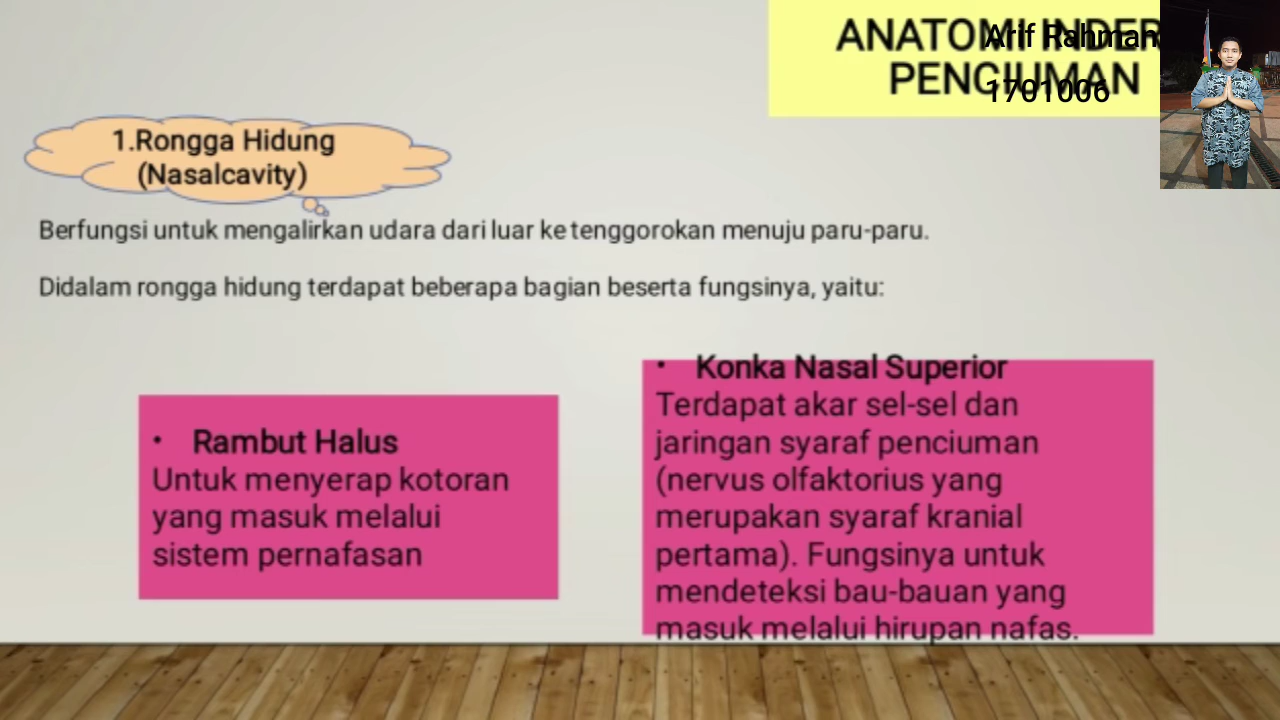 ANATOMI INDER
PENCIUMAN
Arif Rahman
1701006
1.Rongga Hidung
(Nasalcavity)
Berfungsi untuk mengalirkan udara dari luar ke tenggorokan menuju paru-paru.
Didalam rongga hidung terdapat beberapa bagian beserta fungsinya, yaitu:
• Rambut Halus
Untuk menyerap kotoran
yang masuk melalui
sistem pernafasan
• Konka Nasal Superior
Terdapat akar sel-sel dan
jaringan syaraf penciuman
(nervus olfaktorius yang
merupakan syaraf kranial
pertama). Fungsinya untuk
mendeteksi bau-bauan yang
masuk melalui hirupan nafas.